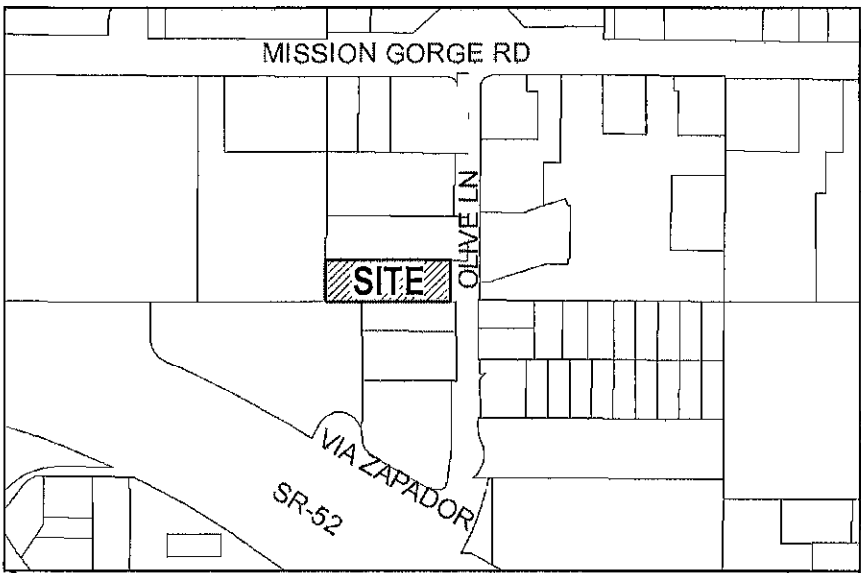 MISSION GORGE RD
OLIVE LN
SITE
VIA ZAPADOR
SR-52